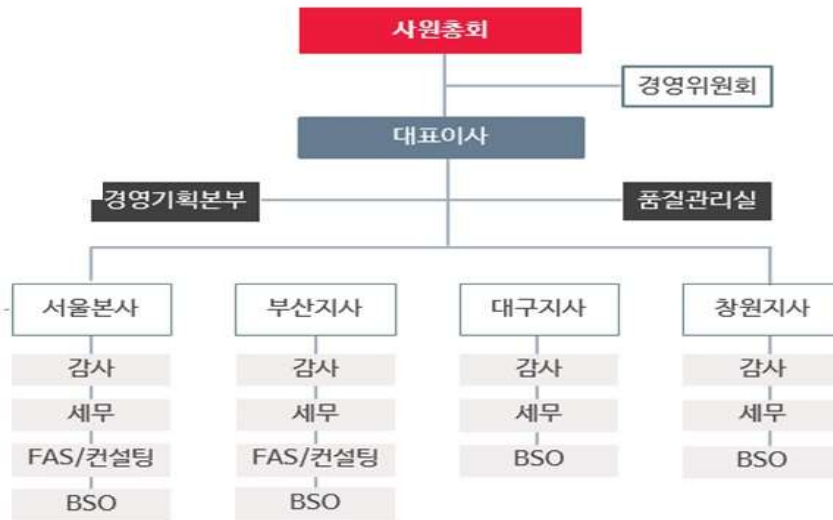 사원총회
경영위원회
대표이사
경영기획본부 품질관리실
서울본사 부산지사 대구지사 창원지사
감사 감사 감사 감사
세무 세무 세무 세무
FAS/컨설팅 FAS/컨설팅 BSO BSO
BSO BSO